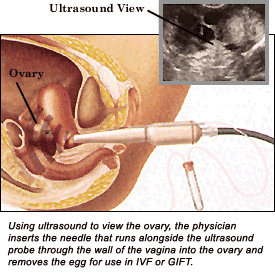 Ultrasound View
Ovary
Using ultrasound to view the ovary, the physician
inserts the needle that runs alongside the ultrasound
probe through the wall of the vagina into the ovary and
removes the egg for use in IVF or GIFT.